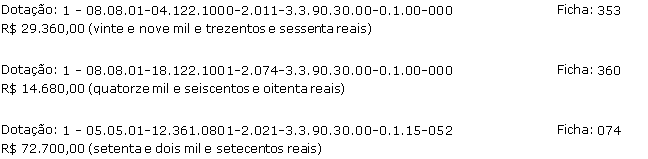 Dotação: 1 - 08.08.01-04.122.1000-2.011-3.3.90.30.00-0.1.00-000 Ficha: 353
R$ 29.360,00 (vinte e nove mil e trezentos e sessenta reais)
Dotação: 1 - 08.08.01-18.122.1001-2.074-3.3.90.30.00-0.1.00-000 Ficha: 360
R$ 14.680,00 (quatorze mil e seiscentos e oitenta reais)
Dotação: 1 - 05.05.01-12.361.0801-2.021-3.3.90.30.00-0.1.15-052 Ficha: 074
R$ 72.700,00 (setenta e dois mil e setecentos reais)